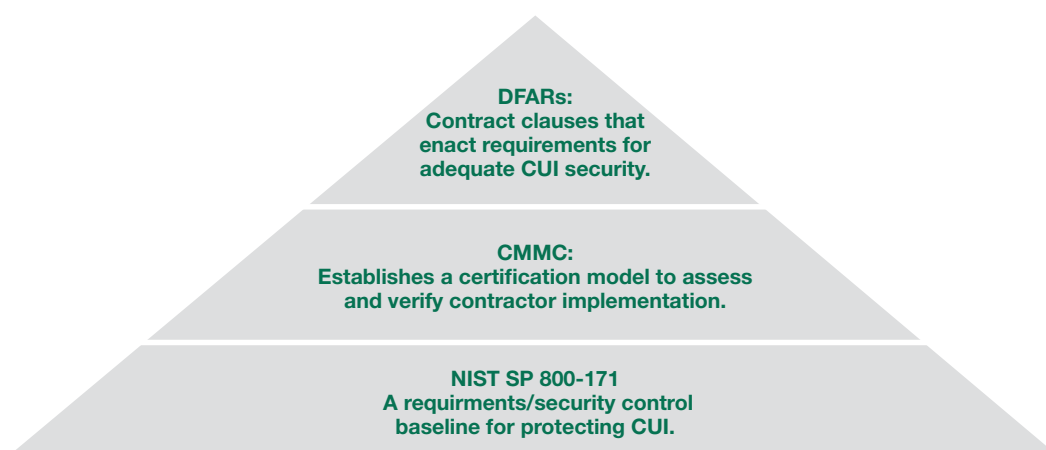 DFARs:
Contract clauses that
enact requirements for
adequate CUI security.
CMMC:
Establishes a certification model to assess
and verify contractor implementation.
NIST SP 800-171
A requirments/security control
baseline for protecting CUI.